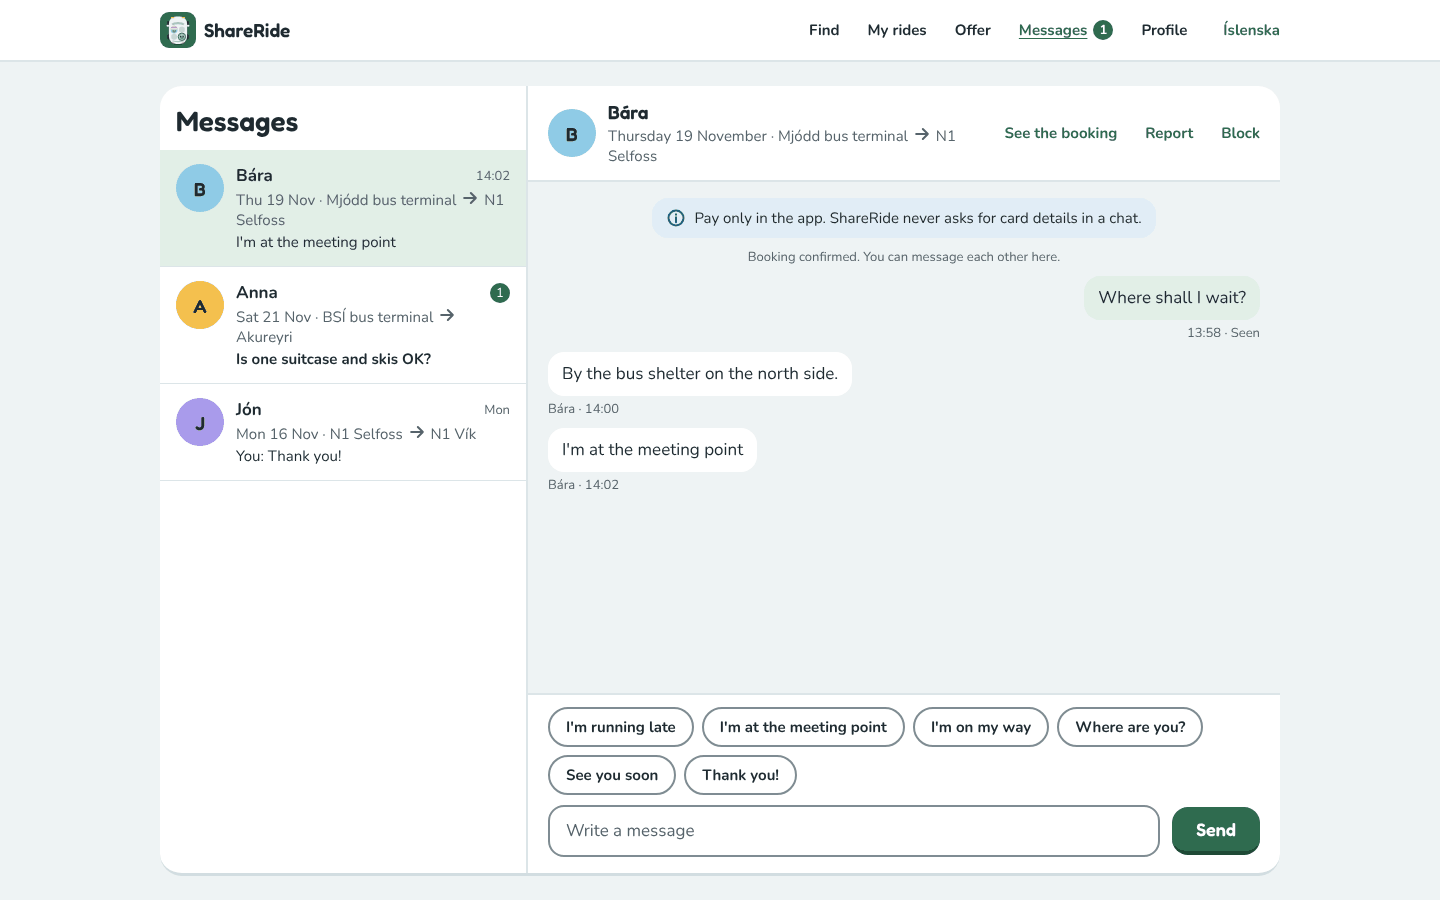 ShareRide
Find
My rides
Offer
Messages 1
Profile
Íslenska
Messages
B
Bára
14:02
Thu 19 Nov · Mjódd bus terminal → N1
Selfoss
I'm at the meeting point
A
Anna
1
Sat 21 Nov · BSÍ bus terminal →
Akureyri
Is one suitcase and skis OK?
J
Jón
Mon
Mon 16 Nov · N1 Selfoss → N1 Vík
You: Thank you!
B
Bára
Thursday 19 November · Mjódd bus terminal → N1
Selfoss
See the booking
Report
Block
Pay only in the app. ShareRide never asks for card details in a chat.
Booking confirmed. You can message each other here.
Where shall I wait?
13:58 · Seen
By the bus shelter on the north side.
Bára · 14:00
I'm at the meeting point
Bára · 14:02
I'm running late
I'm at the meeting point
I'm on my way
Where are you?
See you soon
Thank you!
Write a message
Send